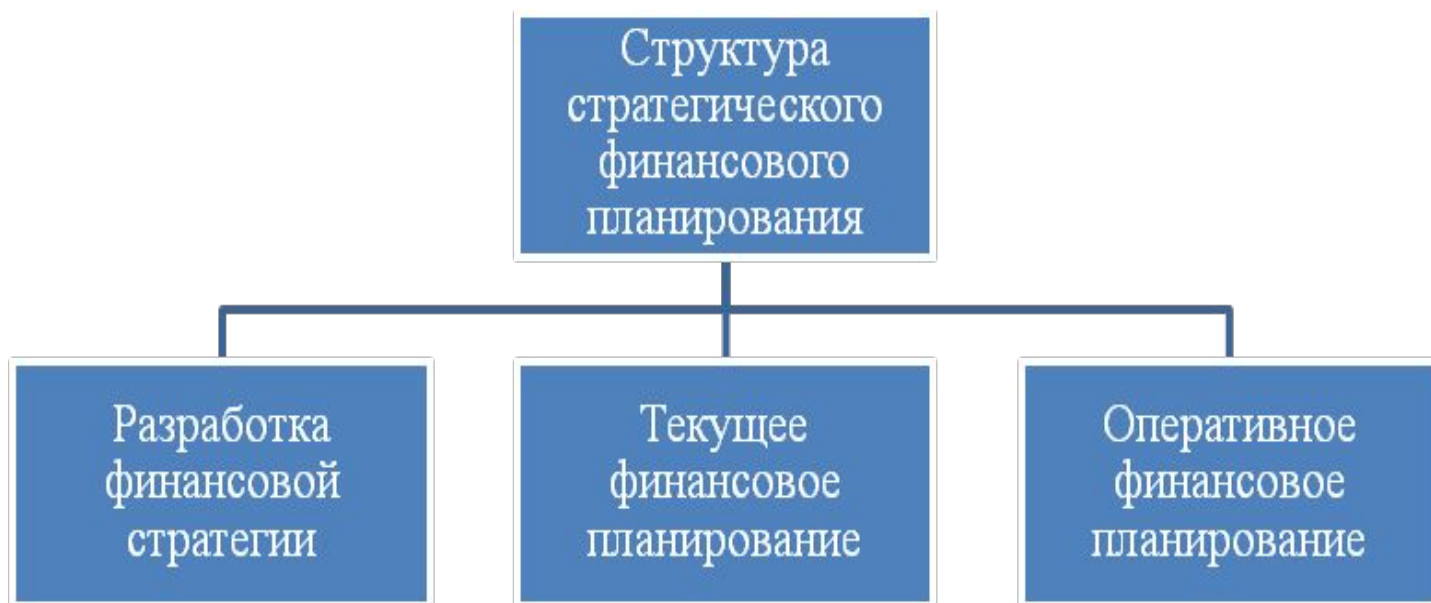 Структура
стратегического
финансового
планирования
Разработка
финансовой
стратегии
Текущее
финансовое
планирование
Оперативное
финансовое
планирование